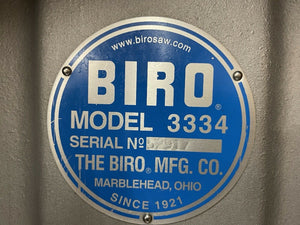 www.birosaw.com
BIRO®
MODEL 3334
SERIAL Nº
THE BIRO® MFG. CO.
MARBLEHEAD, OHIO
SINCE 1921